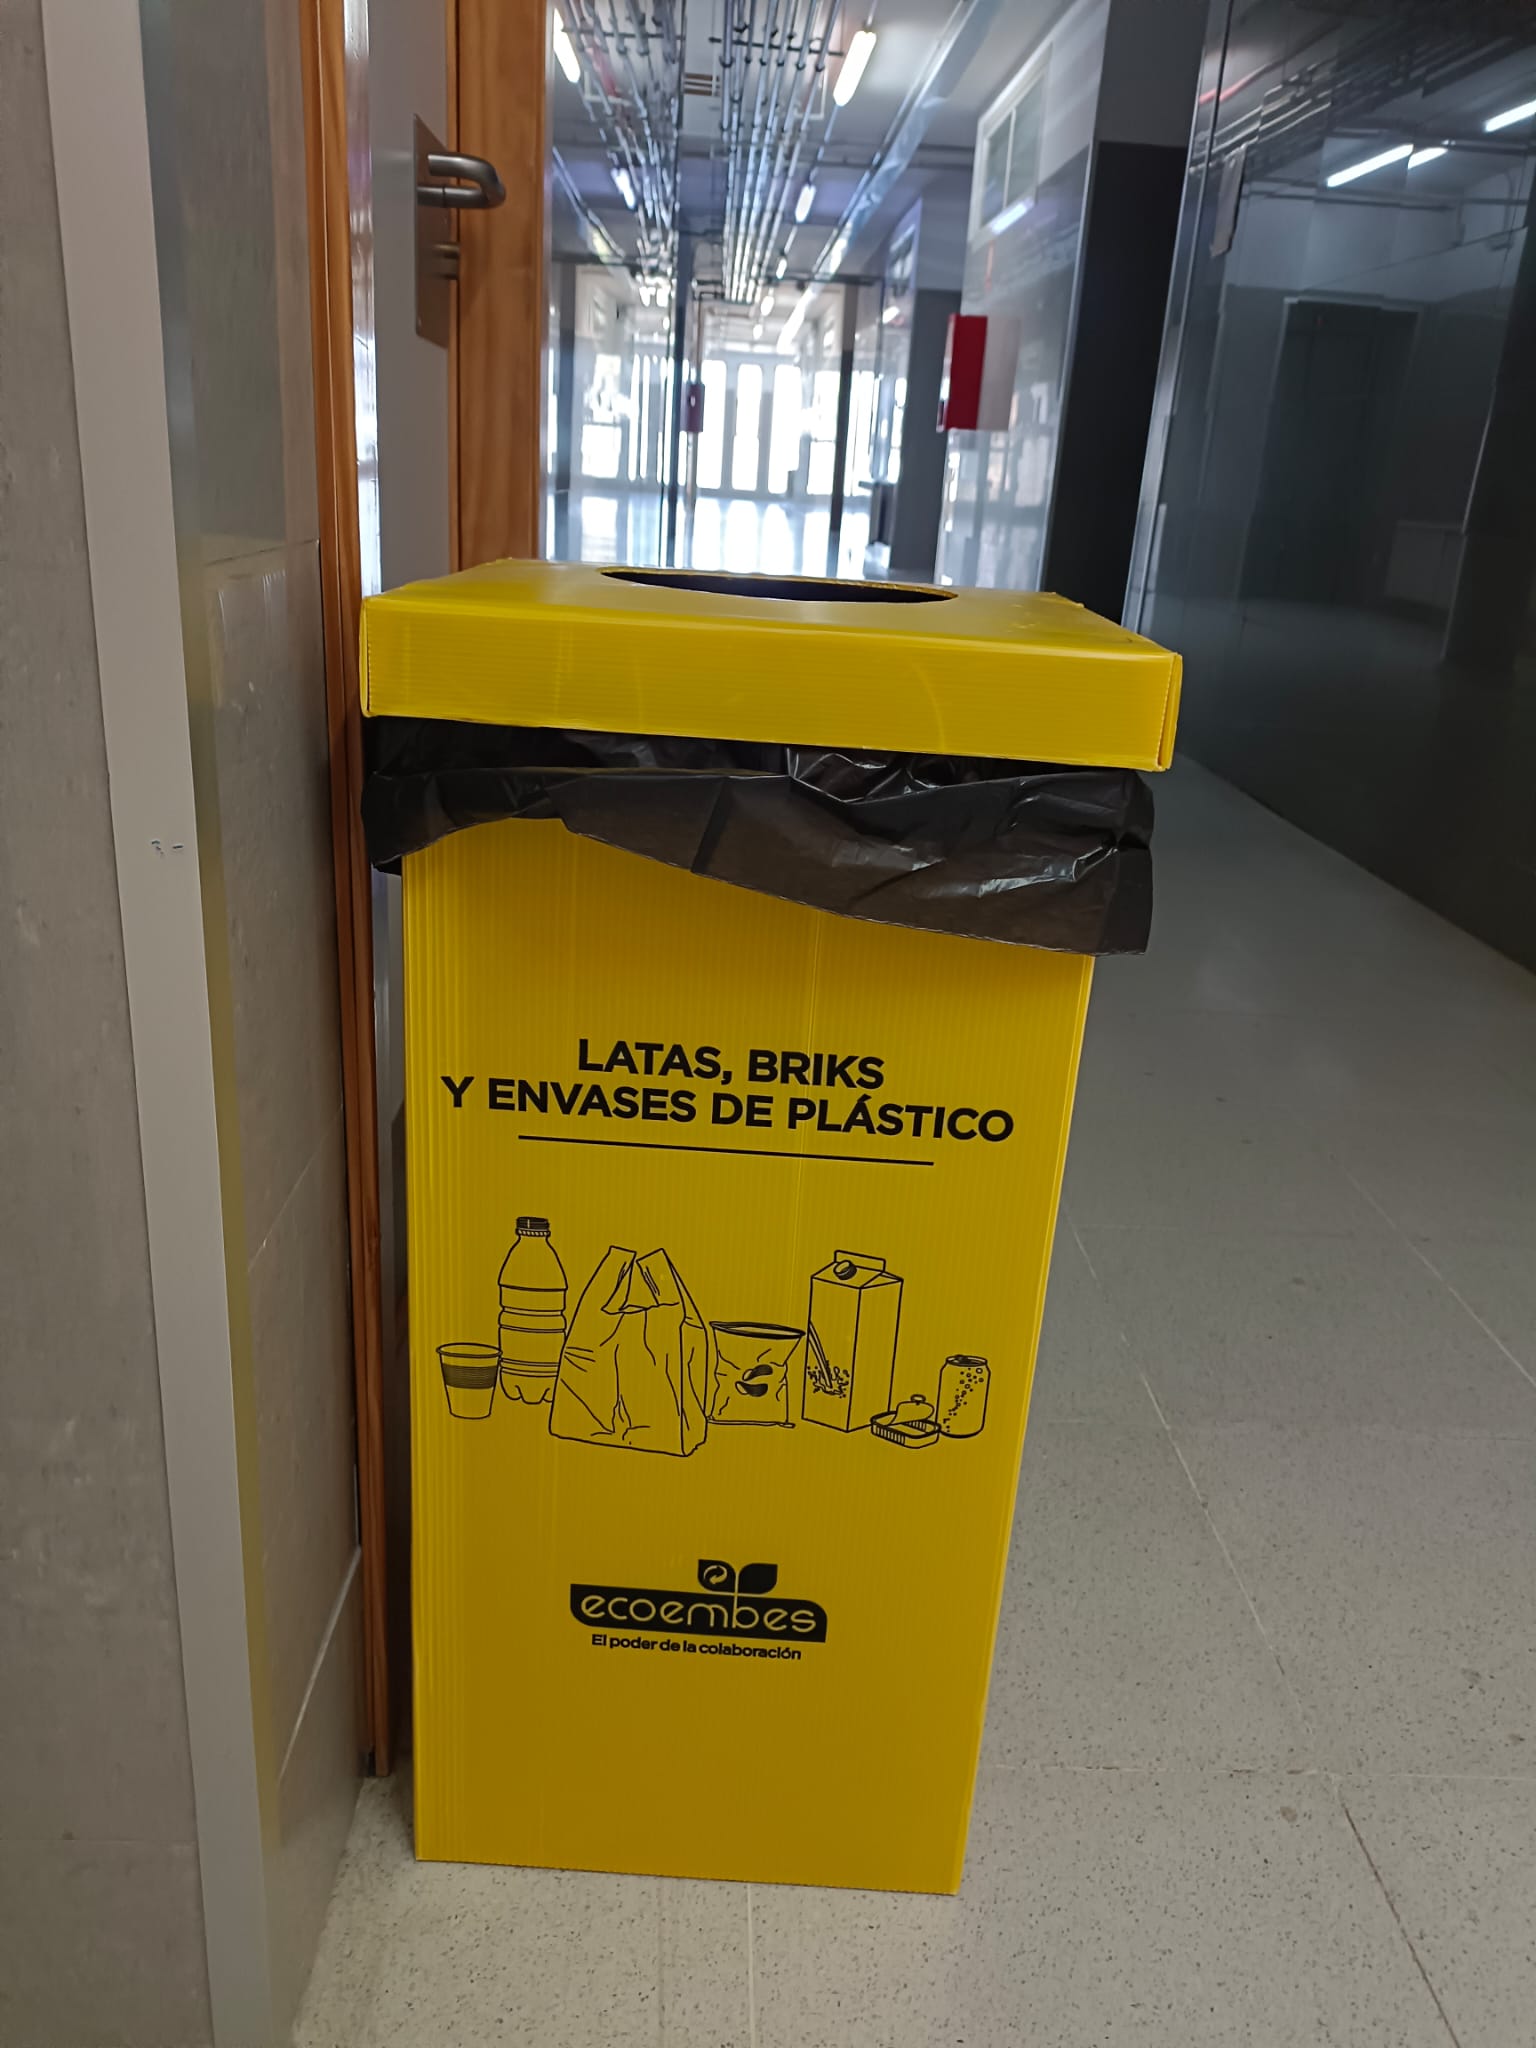 LATAS, BRIKS
Y ENVASES DE PLÁSTICO
ecoembes
El poder de la colaboración